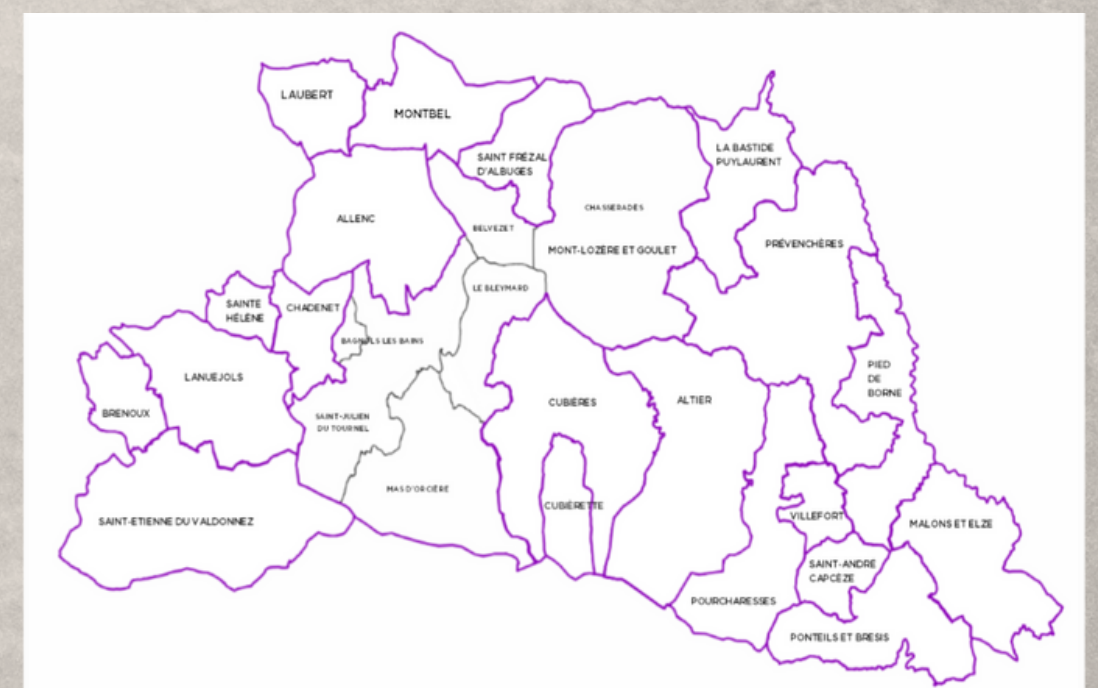 LAUBERT
MONTBEL
LA BASTIDE
PUYLAURENT
SAINT FRÉZAL
D'ALBUGES
CHASSERADÈS
ALLENC
BELVEZET
MONT-LOZÈRE ET GOULET
PRÉVENCHÈRES
LE BLEYMARD
SAINTE
HÉLÈNE
CHADENET
BAGNOLS LES BAINS
LANUEJOLS
PIED
DE
BORNE
CUBIÈRES
ALTIER
BRENOUX
SAINT-JULIEN
DU TOURNEL
MAS D'ORCIÈRE
CUBIÈRETTE
VILLEFORT
SAINT-ETIENNE DU VALDONNEZ
MALONS ET ELZE
SAINT-ANDRÉ
CAPCÈZE
POURCHARESSES
PONTEILS ET BRESIS